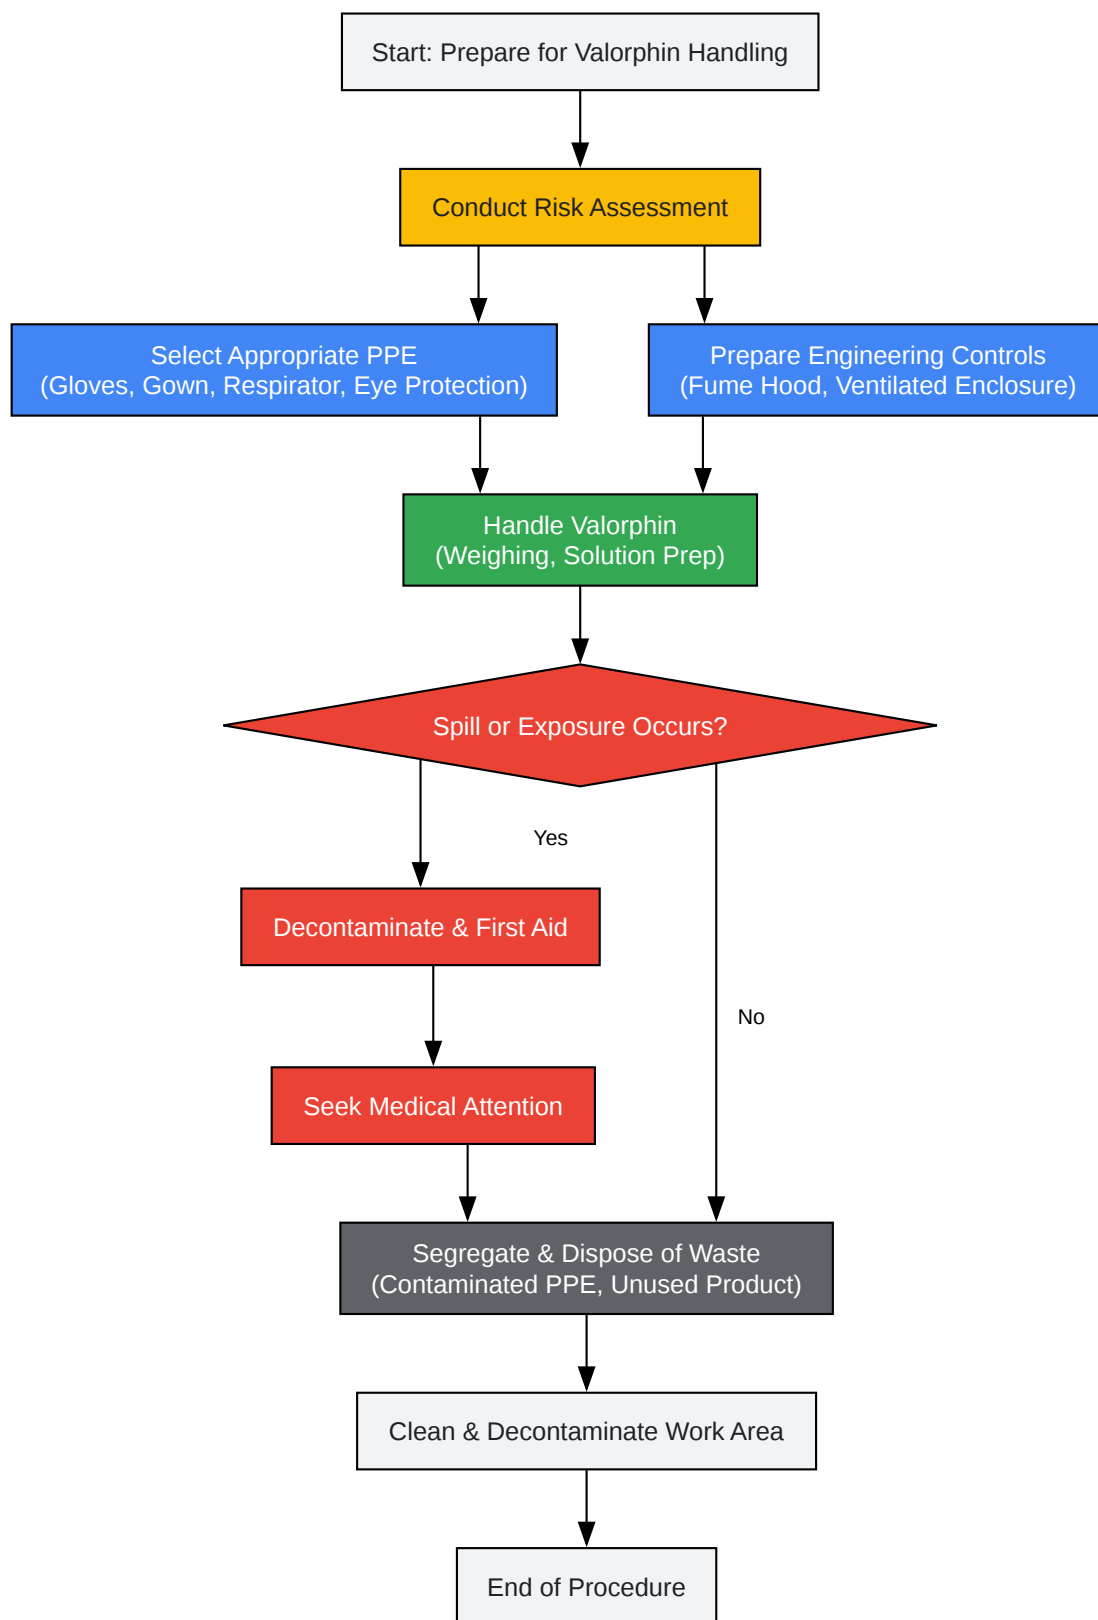 Start: Prepare for Valorphin Handling
Conduct Risk Assessment
Select Appropriate PPE
(Gloves, Gown, Respirator, Eye Protection)
Prepare Engineering Controls
(Fume Hood, Ventilated Enclosure)
Handle Valorphin
(Weighing, Solution Prep)
Spill or Exposure Occurs?
Yes
Decontaminate & First Aid
No
Seek Medical Attention
Segregate & Dispose of Waste
(Contaminated PPE, Unused Product)
Clean & Decontaminate Work Area
End of Procedure